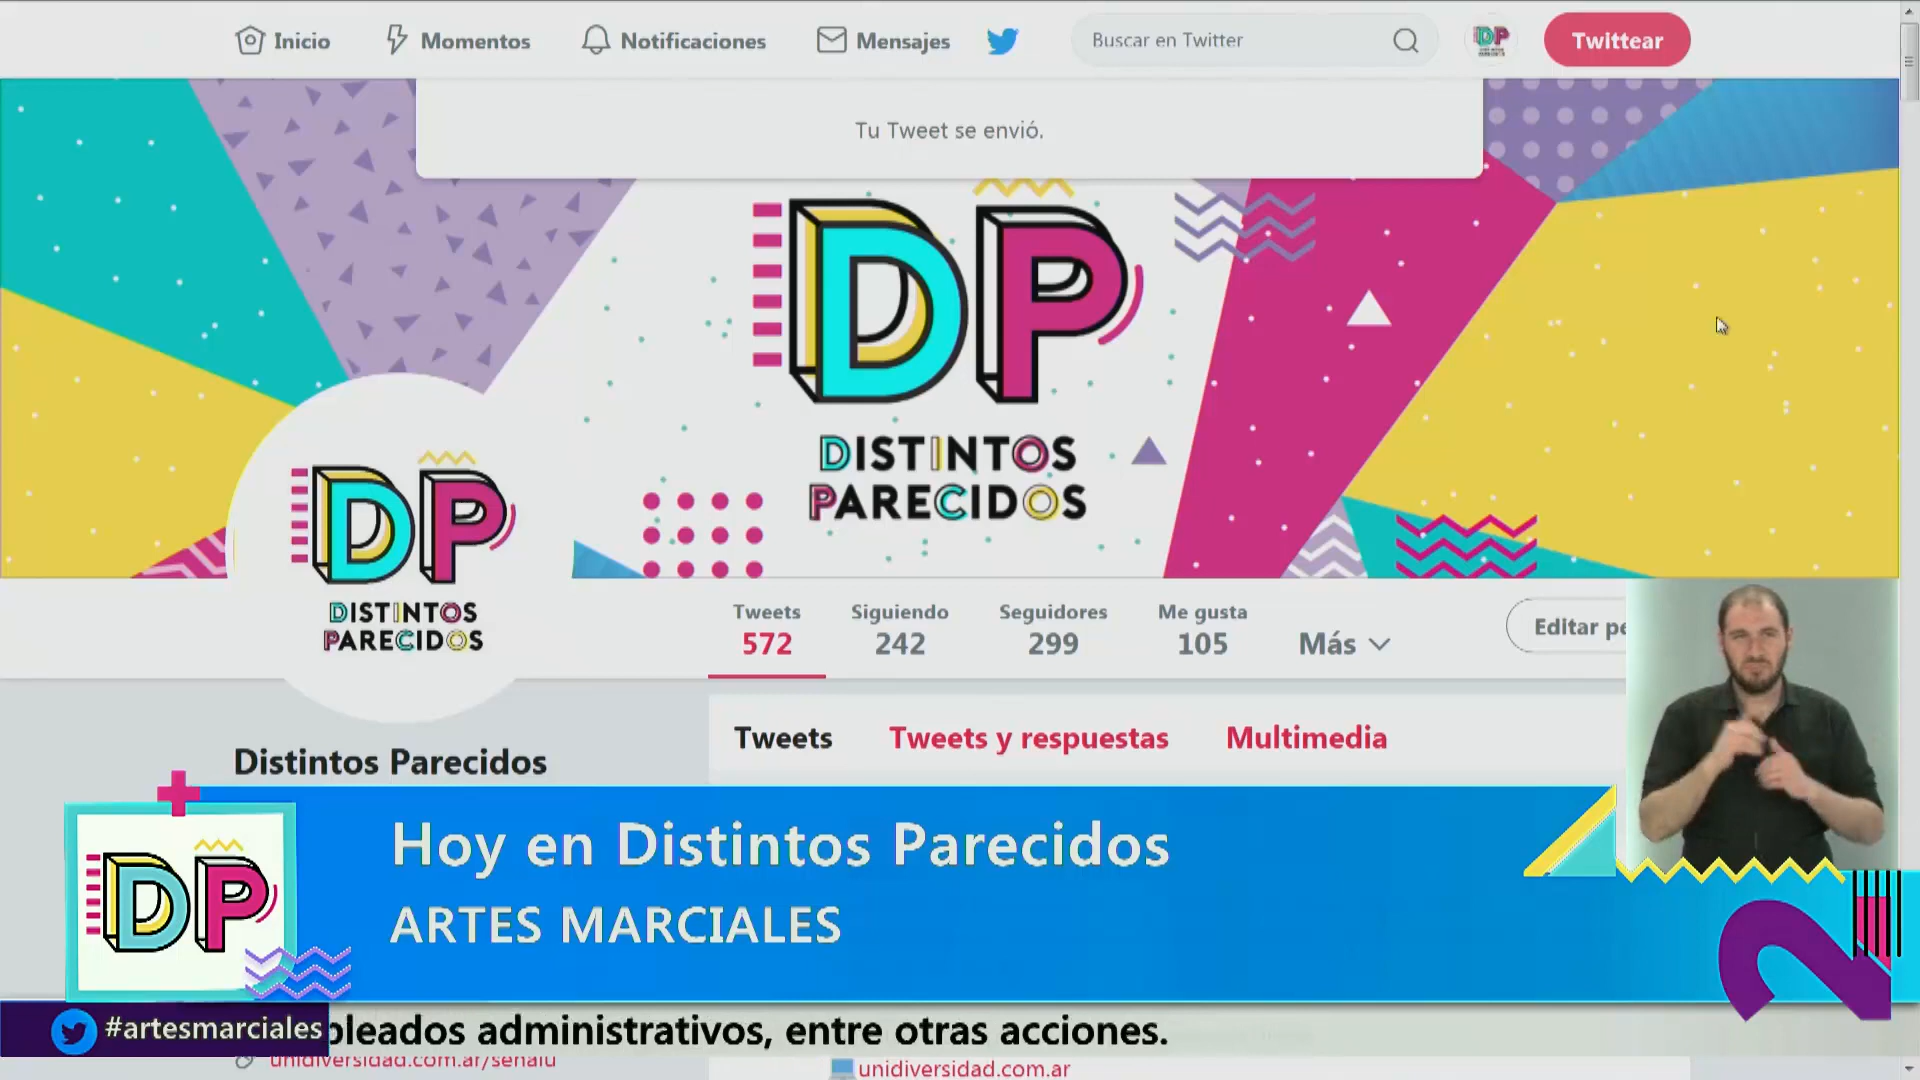 Inicio
Momentos
Notificaciones
Mensajes
Buscar en Twitter
DP
Twittear
Tu Tweet se envió.
DP
DISTINTOS
PARECIDOS
DP
DISTINTOS
PARECIDOS
Tweets
572
Siguiendo
242
Seguidores
299
Me gusta
105
Más
Editar
Tweets
Tweets y respuestas
Multimedia
Distintos Parecidos
DP
Hoy en Distintos Parecidos
ARTES MARCIALES
2
#artesmarciales
pleados administrativos, entre otras acciones.
unidiversidad.com.ar/senalu
unidiversidad.com.ar